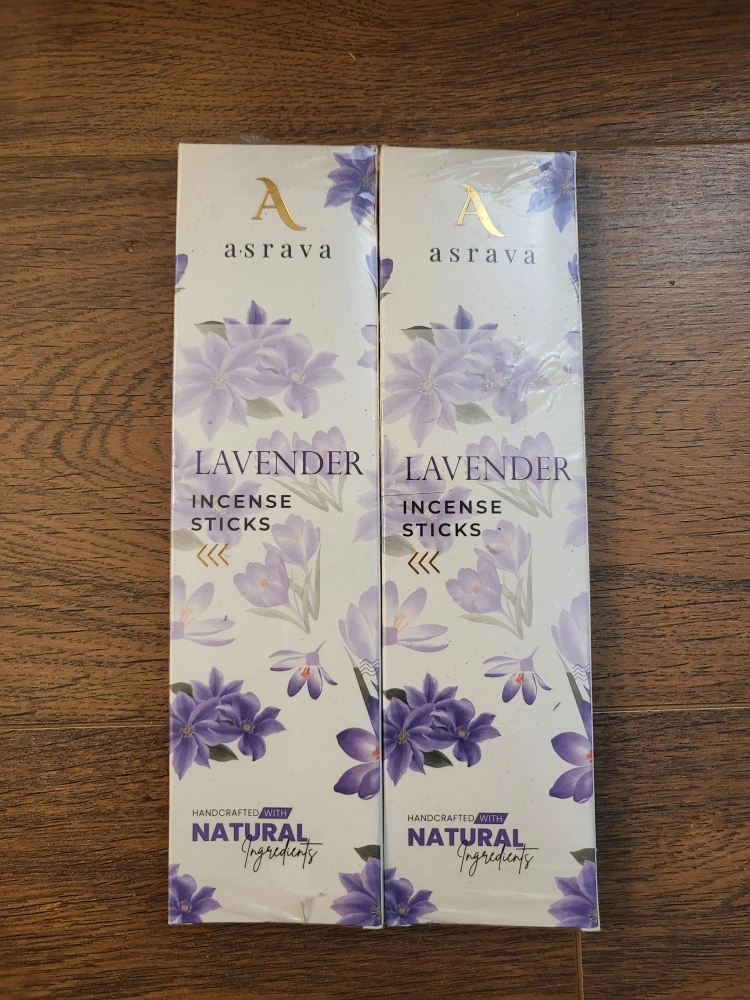 A
asrava
LAVENDER
INCENSE
STICKS
HANDCRAFTED WITH
NATURAL
Ingredients
A
asrava
LAVENDER
INCENSE
STICKS
HANDCRAFTED WITH
NATURAL
Ingredients